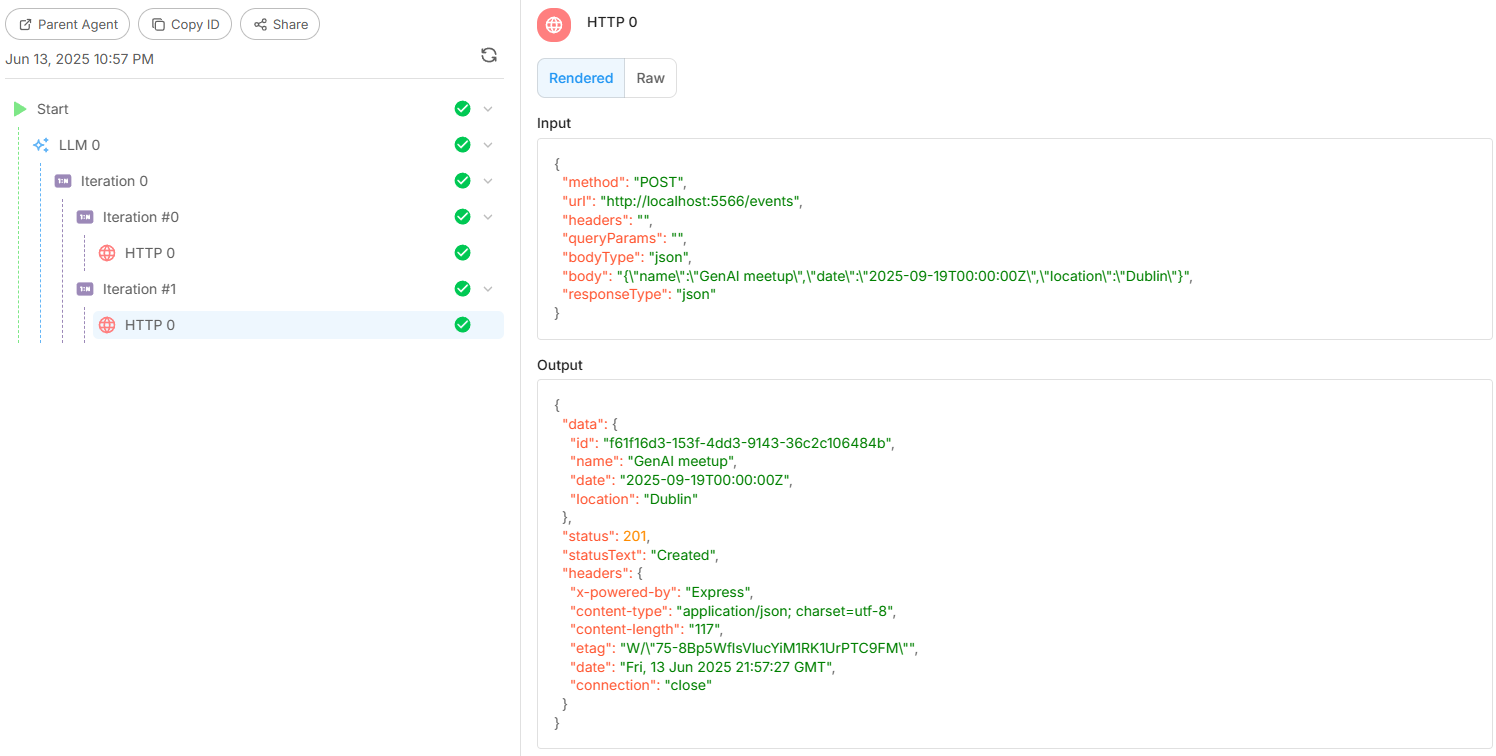 Parent Agent
Copy ID
Share
Jun 13, 2025 10:57 PM
Start
LLM 0
1:N Iteration 0
1:N Iteration #0
HTTP 0
1:N Iteration #1
HTTP 0
HTTP 0
Rendered
Raw
Input
{
"method": "POST",
"url": "http://localhost:5566/events",
"headers": "",
"queryParams": "",
"bodyType": "json",
"body": "{\"name\":\"GenAI meetup\",\"date\":\"2025-09-19T00:00:00Z\",\"location\":\"Dublin\"}",
"responseType": "json"
}
Output
{
"data": {
"id": "f61f16d3-153f-4dd3-9143-36c2c106484b",
"name": "GenAI meetup",
"date": "2025-09-19T00:00:00Z",
"location": "Dublin"
},
"status": 201,
"statusText": "Created",
"headers": {
"x-powered-by": "Express",
"content-type": "application/json; charset=utf-8",
"content-length": "117",
"etag": "W/\"75-8Bp5WflsVlucYiM1RK1UrPTC9FM\"",
"date": "Fri, 13 Jun 2025 21:57:27 GMT",
"connection": "close"
}
}